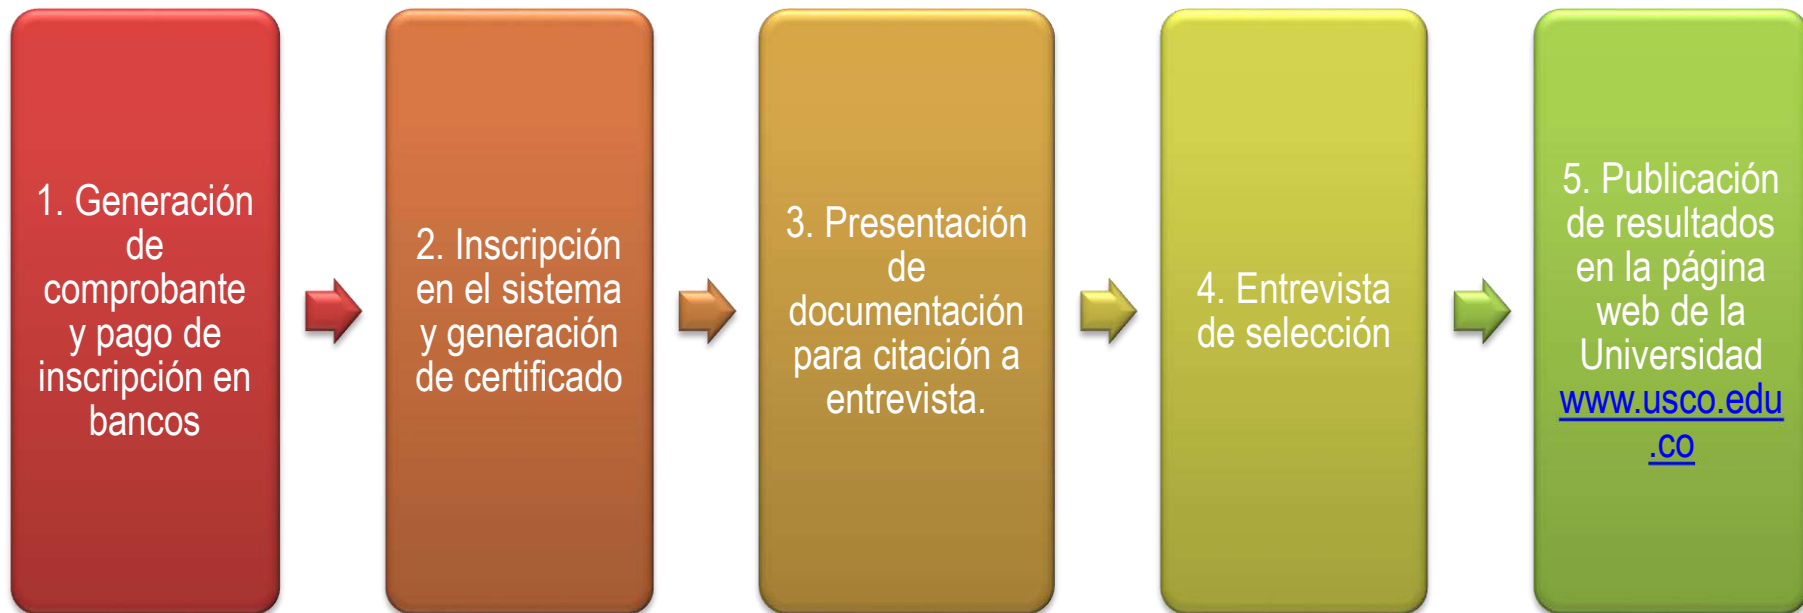 1. Generación
de
comprobante
y pago de
inscripción en
bancos
2. Inscripción
en el sistema
y generación
de certificado
3. Presentación
de
documentación
para citación a
entrevista.
4. Entrevista
de selección
5. Publicación
de resultados
en la página
web de la
Universidad
www.usco.edu
.co